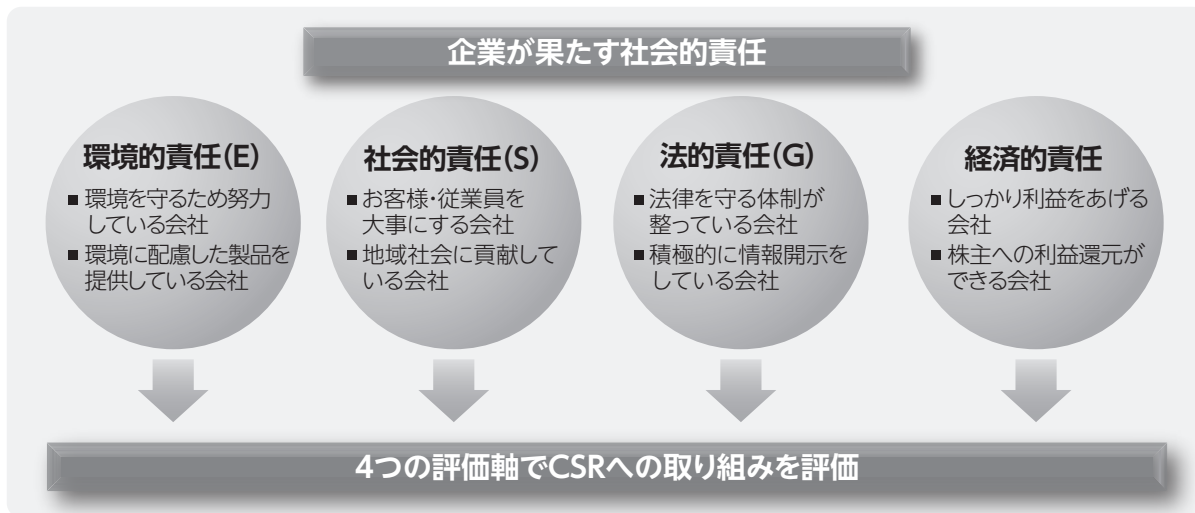 企業が果たす社会的責任
環境的責任(E)
■ 環境を守るため努力
している会社
■ 環境に配慮した製品を
提供している会社
社会的責任(S)
■ お客様・従業員を
大事にする会社
■ 地域社会に貢献して
いる会社
法的責任(G)
■ 法律を守る体制が
整っている会社
■ 積極的に情報開示を
している会社
経済的責任
■ しっかり利益をあげる
会社
■ 株主への利益還元が
できる会社
4つの評価軸でCSRへの取り組みを評価